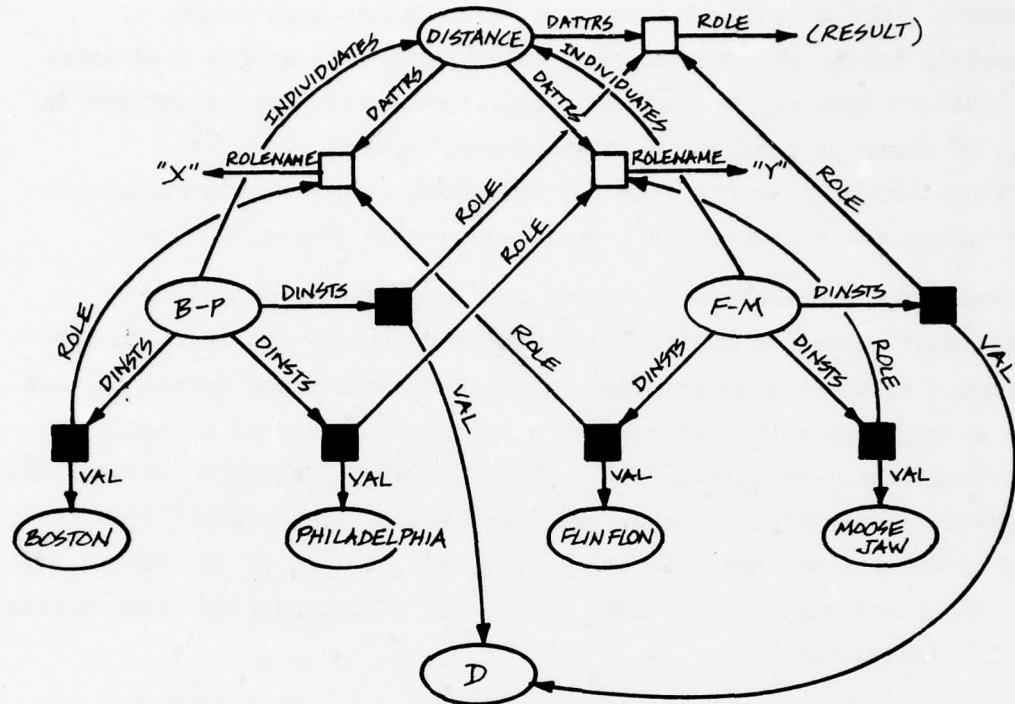 DISTANCE DATTRS ROLE (RESULT)
INDIVIDUATES DATTRS DATTRS INDIVIDUATES
"X" ROLENAME ROLENAME "Y"
ROLE ROLE ROLE
B-P DINSTS F-M DINSTS
ROLE DINSTS DINSTS VAL ROLE DINSTS DINSTS ROLE VAL
VAL VAL VAL VAL
BOSTON PHILADELPHIA FLIN FLON MOOSE
JAW
D